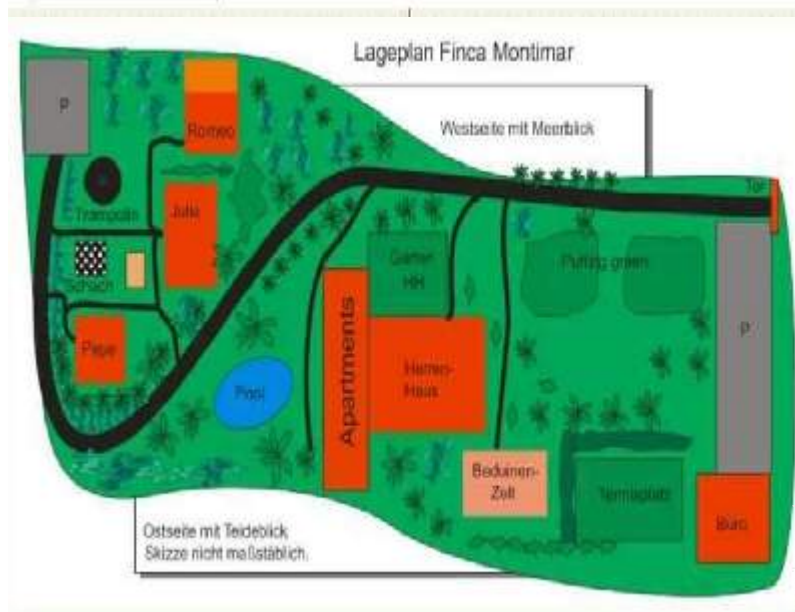 Lageplan Finca Montimar
Westseite mit Meerblick
P
Romeo
Tor
Trampolin
Julia
Schach
Garten
HH
Putting green
Pepe
Apartments
Herren-
Haus
P
Pool
Beduinen-
Zelt
Tennisplatz
Büro
Ostseite mit Teideblick
Skizze nicht maßstäblich.